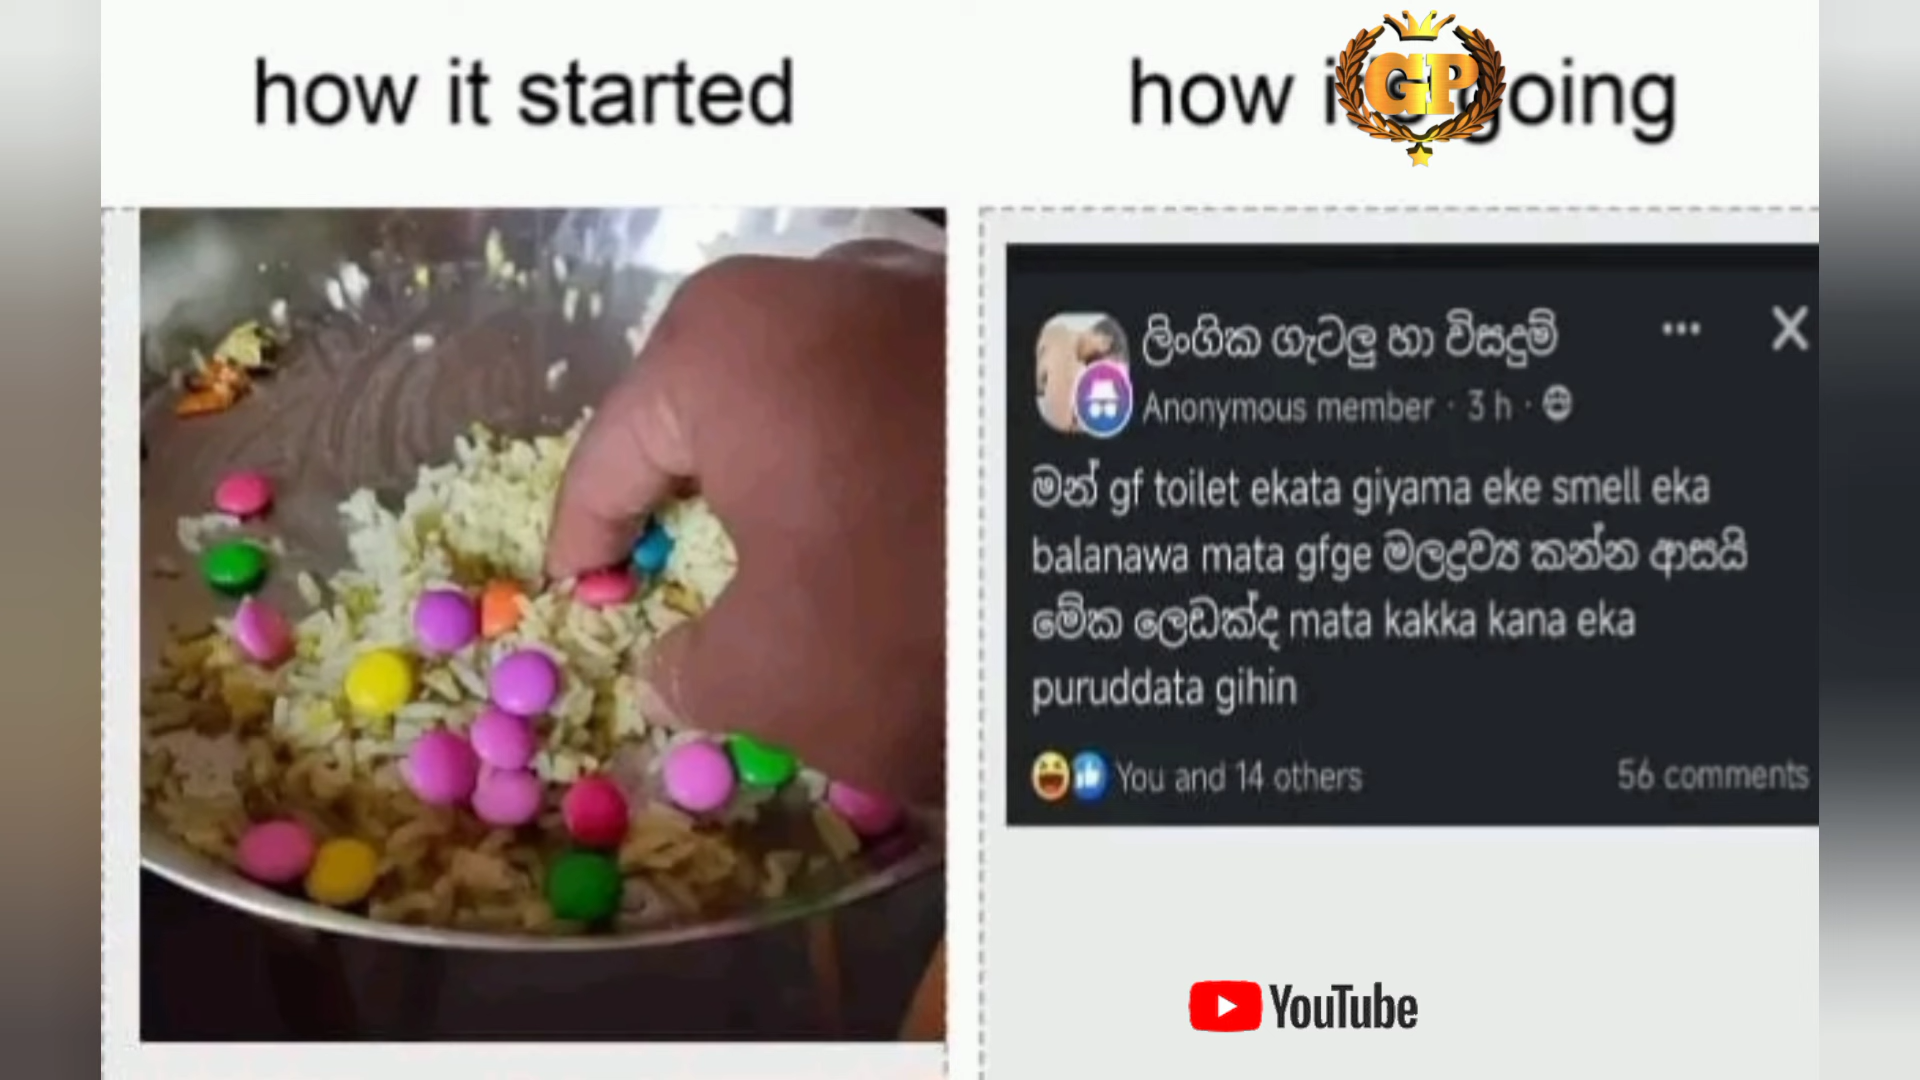 how it started
how it's going
GP
ලිංගික ගැටලු හා විසදුම්
Anonymous member · 3 h ·
මන් gf toilet ekata giyama eke smell eka
balanawa mata gfge මලද්‍රව්‍ය කන්න ආසයි
මේක ලෙඩක්ද mata kakka kana eka
puruddata gihin
You and 14 others
56 comments
YouTube